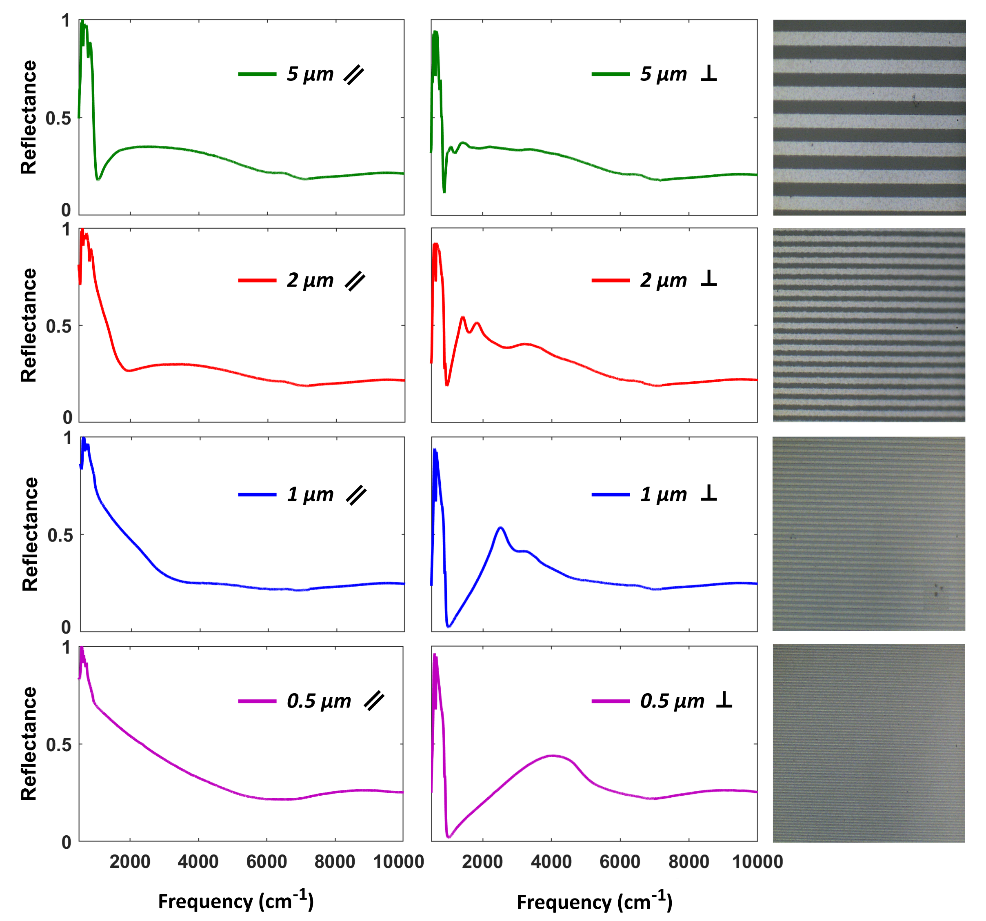 1
0.5
0
Reflectance
5 µm //
5 µm ⊥
1
0.5
0
Reflectance
2 µm //
2 µm ⊥
1
0.5
0
Reflectance
1 µm //
1 µm ⊥
1
0.5
0
Reflectance
0.5 µm //
0.5 µm ⊥
2000 4000 6000 8000 10000
2000 4000 6000 8000 10000
Frequency (cm⁻¹)
Frequency (cm⁻¹)